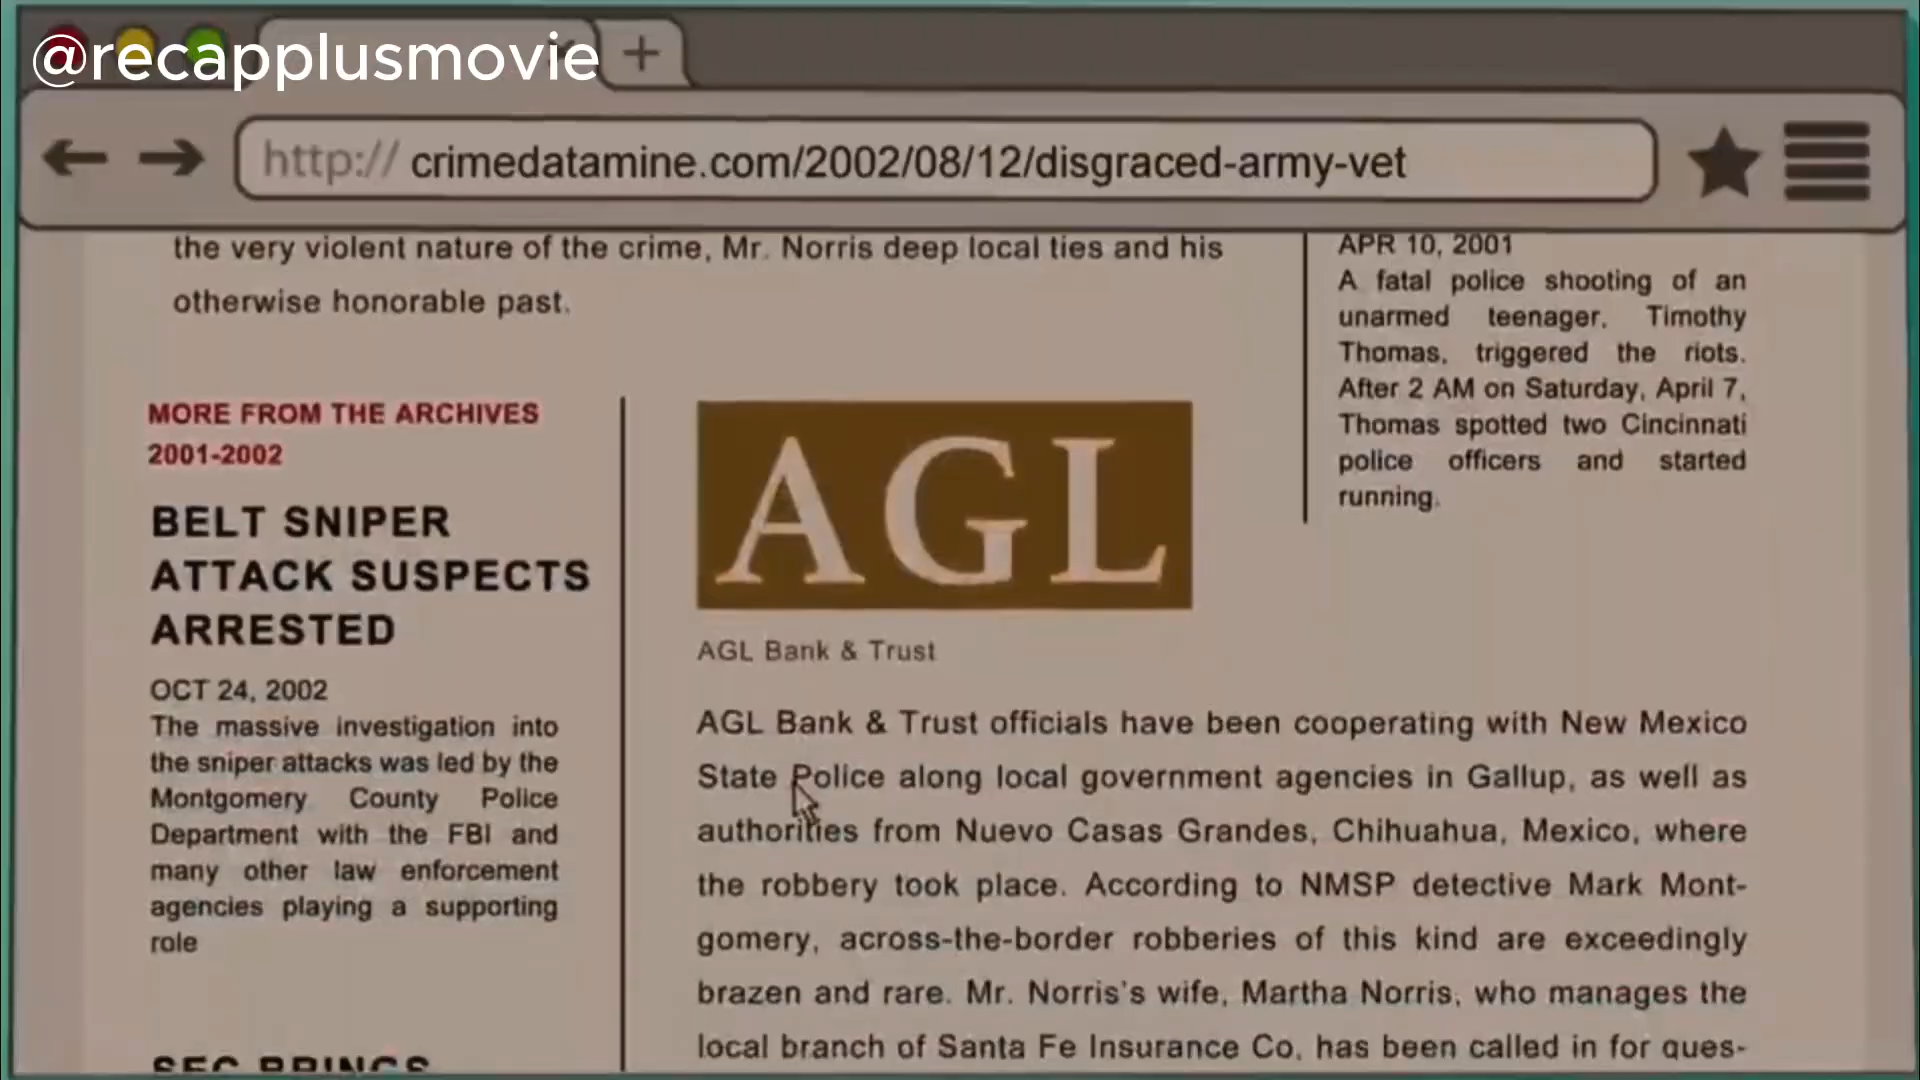 @recapplusmovie
http:// crimedatamine.com/2002/08/12/disgraced-army-vet
the very violent nature of the crime, Mr. Norris deep local ties and his
otherwise honorable past.
APR 10, 2001
A fatal police shooting of an
unarmed teenager, Timothy
Thomas, triggered the riots.
After 2 AM on Saturday, April 7,
Thomas spotted two Cincinnati
police officers and started
running.
MORE FROM THE ARCHIVES
2001-2002
BELT SNIPER
ATTACK SUSPECTS
ARRESTED
OCT 24, 2002
The massive investigation into
the sniper attacks was led by the
Montgomery County Police
Department with the FBI and
many other law enforcement
agencies playing a supporting
role
SEC BRINGS
AGL
AGL Bank & Trust
AGL Bank & Trust officials have been cooperating with New Mexico
State Police along local government agencies in Gallup, as well as
authorities from Nuevo Casas Grandes, Chihuahua, Mexico, where
the robbery took place. According to NMSP detective Mark Mont-
gomery, across-the-border robberies of this kind are exceedingly
brazen and rare. Mr. Norris's wife, Martha Norris, who manages the
local branch of Santa Fe Insurance Co, has been called in for ques-